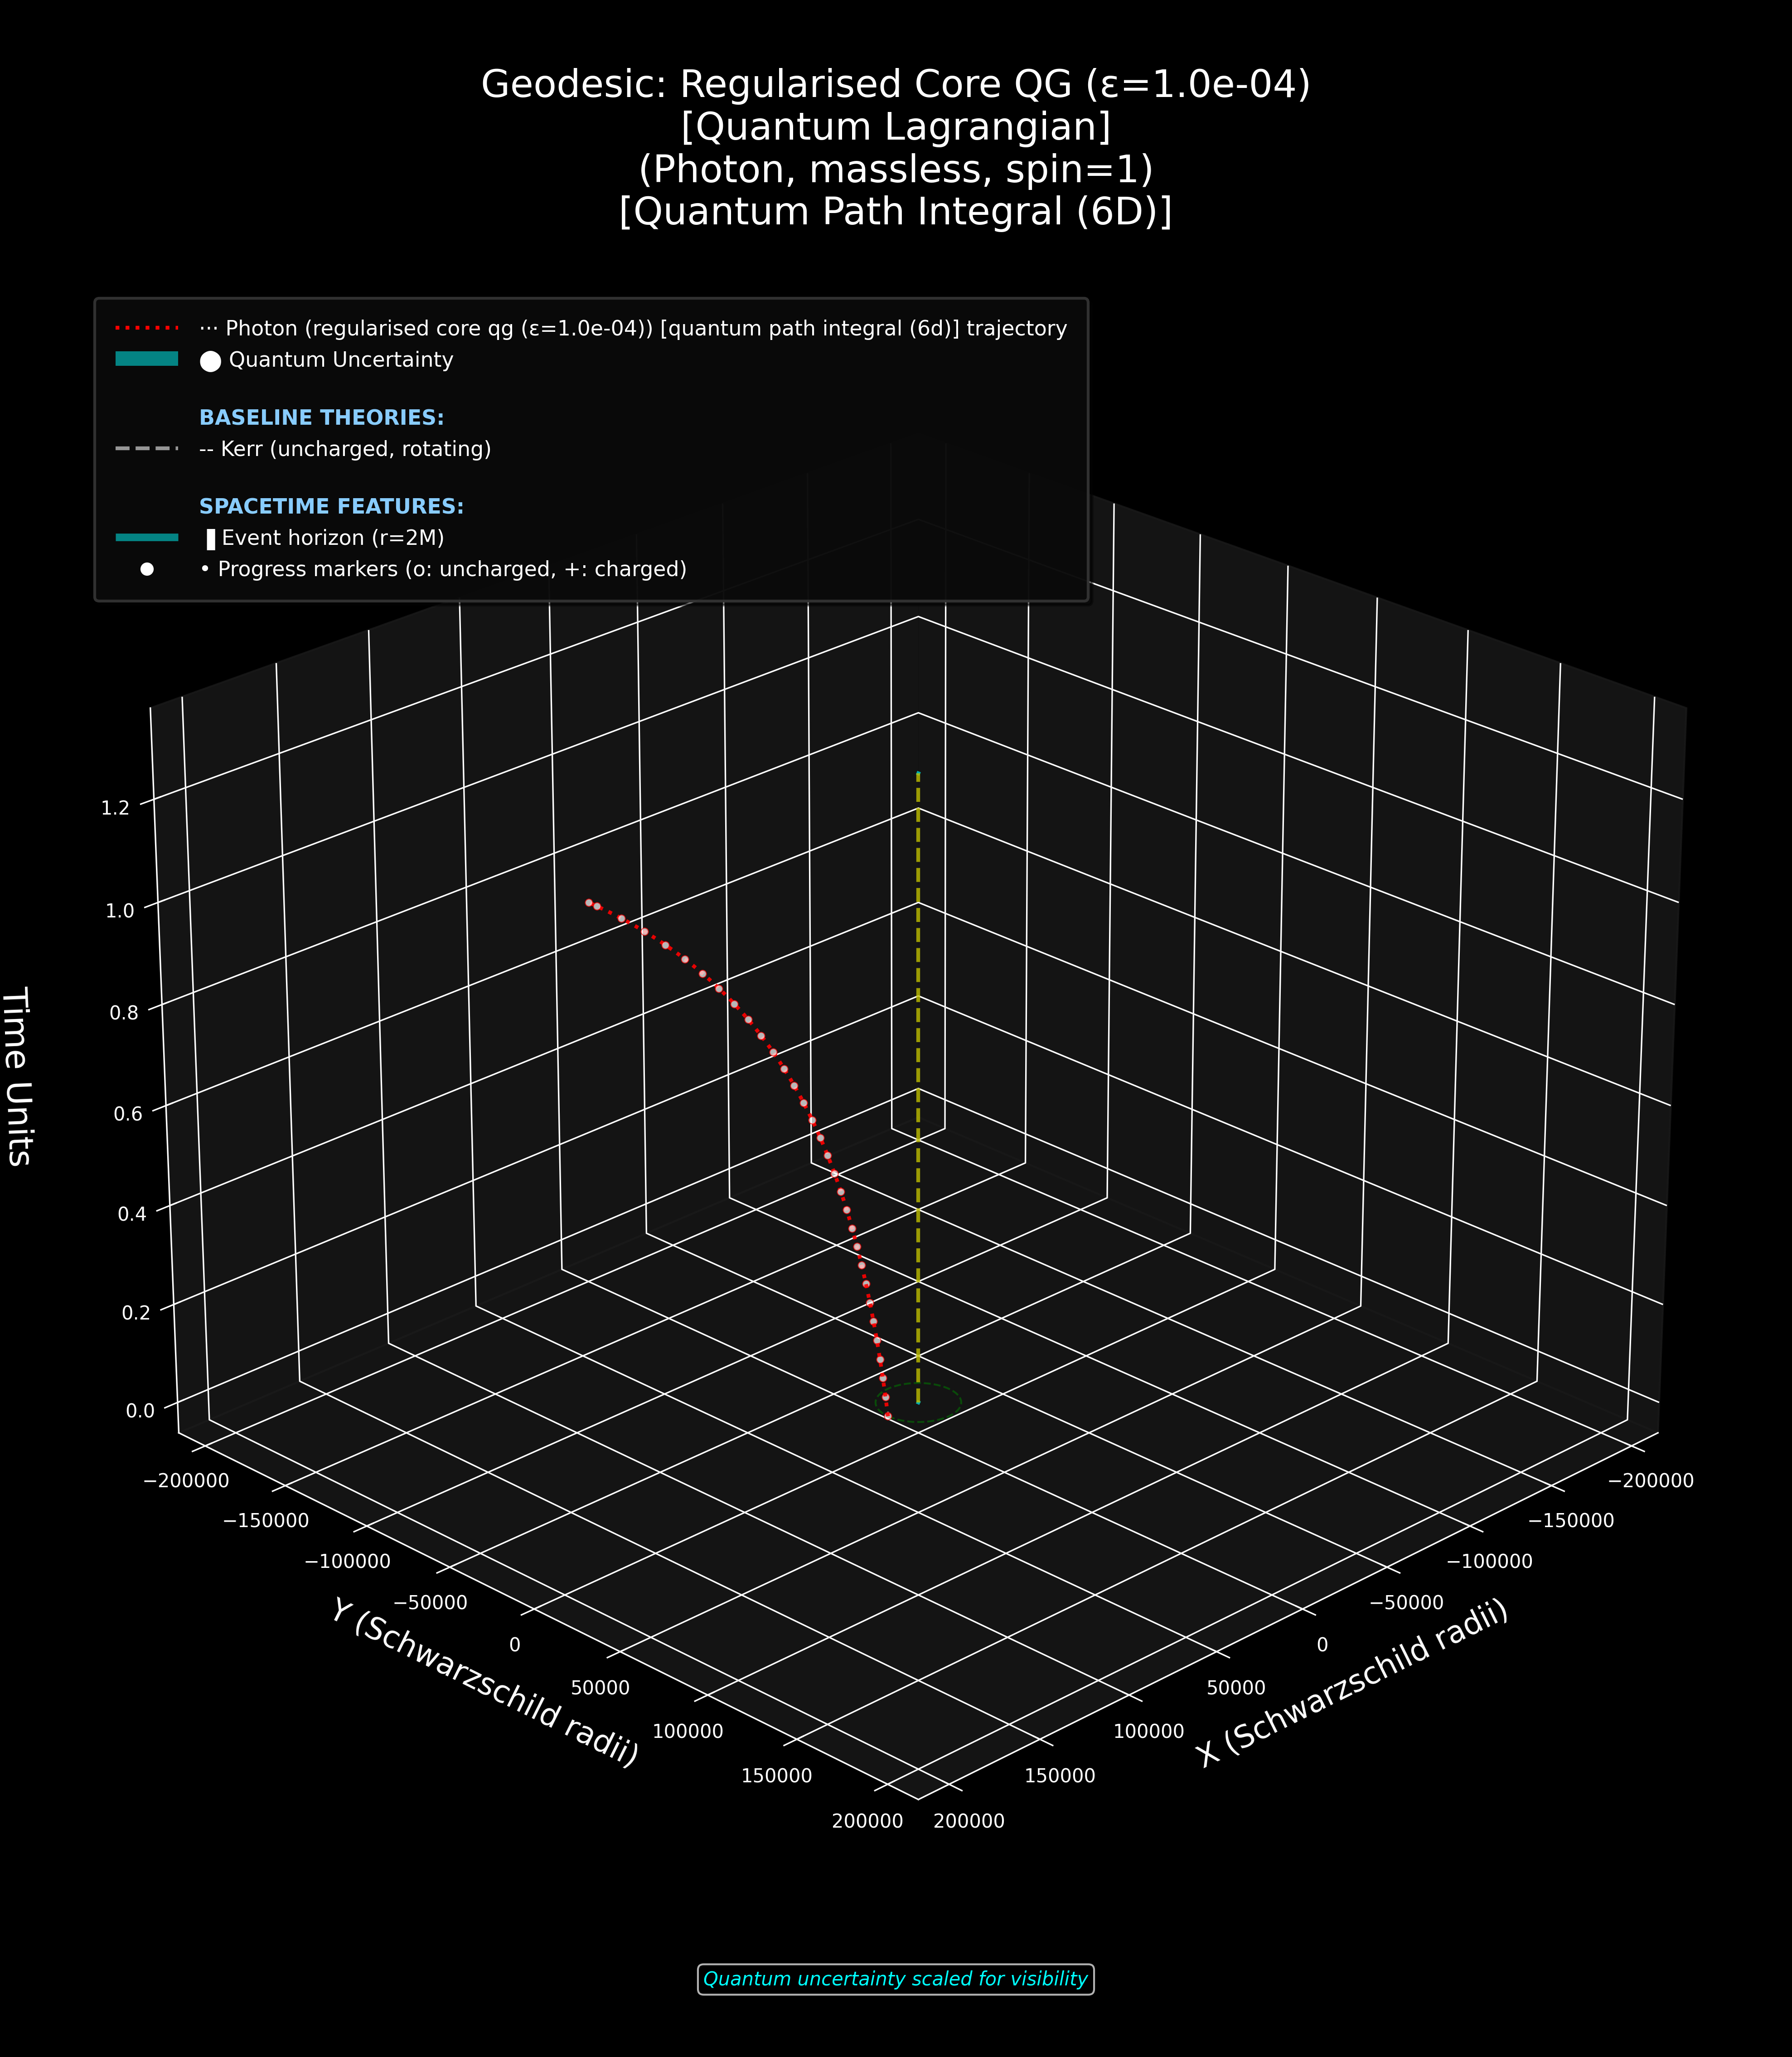 Geodesic: Regularised Core QG (ε=1.0e-04)
[Quantum Lagrangian]
(Photon, massless, spin=1)
[Quantum Path Integral (6D)]
··· Photon (regularised core qg (ε=1.0e-04)) [quantum path integral (6d)] trajectory
● Quantum Uncertainty
BASELINE THEORIES:
-- Kerr (uncharged, rotating)
SPACETIME FEATURES:
▌Event horizon (r=2M)
• Progress markers (o: uncharged, +: charged)
1.2
1.0
0.8
0.6
0.4
0.2
0.0
Time Units
−200000
−150000
−100000
−50000
0
50000
100000
150000
200000
Y (Schwarzschild radii)
−200000
−150000
−100000
−50000
0
50000
100000
150000
200000
X (Schwarzschild radii)
Quantum uncertainty scaled for visibility